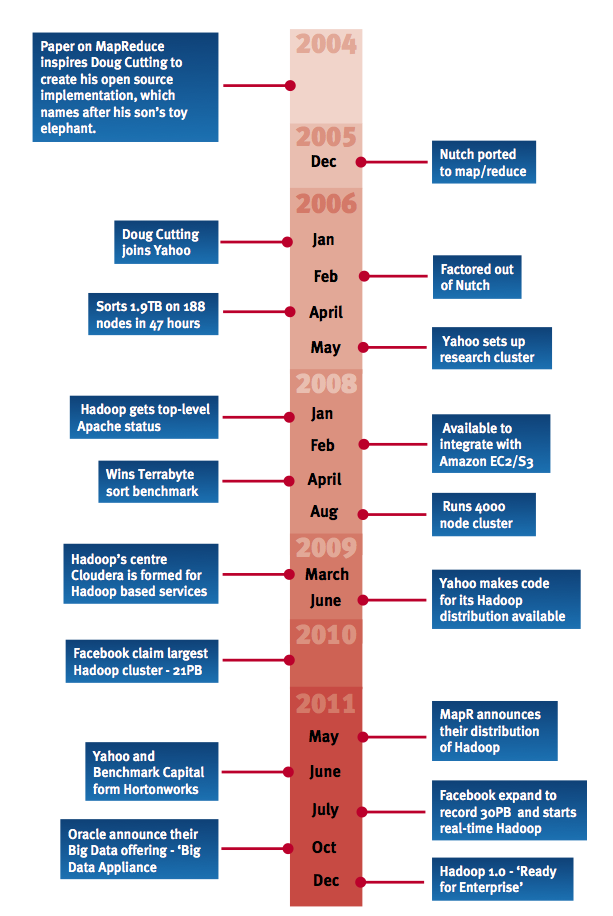 2004
Paper on MapReduce
inspires Doug Cutting to
create his open source
implementation, which
names after his son's toy
elephant.
2005
Dec
Nutch ported
to map/reduce
2006
Doug Cutting
joins Yahoo
Jan
Feb
Factored out
of Nutch
Sorts 1.9TB on 188
nodes in 47 hours
April
May
Yahoo sets up
research cluster
2008
Hadoop gets top-level
Apache status
Jan
Feb
Available to
integrate with
Amazon EC2/S3
Wins Terrabyte
sort benchmark
April
Aug
Runs 4000
node cluster
2009
Hadoop's centre
Cloudera is formed for
Hadoop based services
March
June
Yahoo makes code
for its Hadoop
distribution available
2010
Facebook claim largest
Hadoop cluster - 21PB
2011
May
MapR announces
their distribution
of Hadoop
Yahoo and
Benchmark Capital
form Hortonworks
June
July
Facebook expand to
record 30PB and starts
real-time Hadoop
Oracle announce their
Big Data offering - ‘Big
Data Appliance
Oct
Dec
Hadoop 1.0 - ‘Ready
for Enterprise’